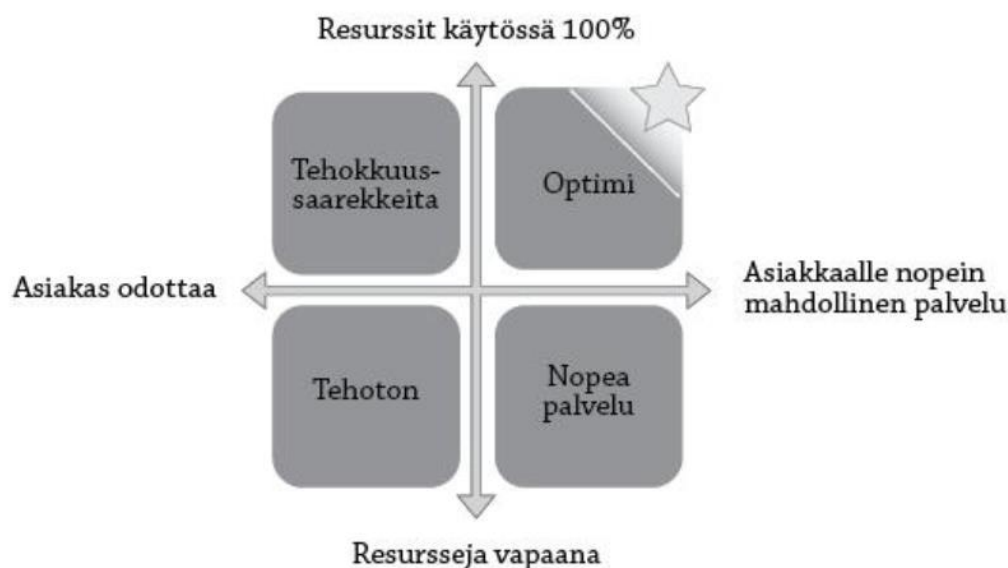 Resurssit käytössä 100%
Tehokkuus-
saarekkeita
Optimi
Asiakas odottaa
Asiakkaalle nopein
mahdollinen palvelu
Tehoton
Nopea
palvelu
Resursseja vapaana